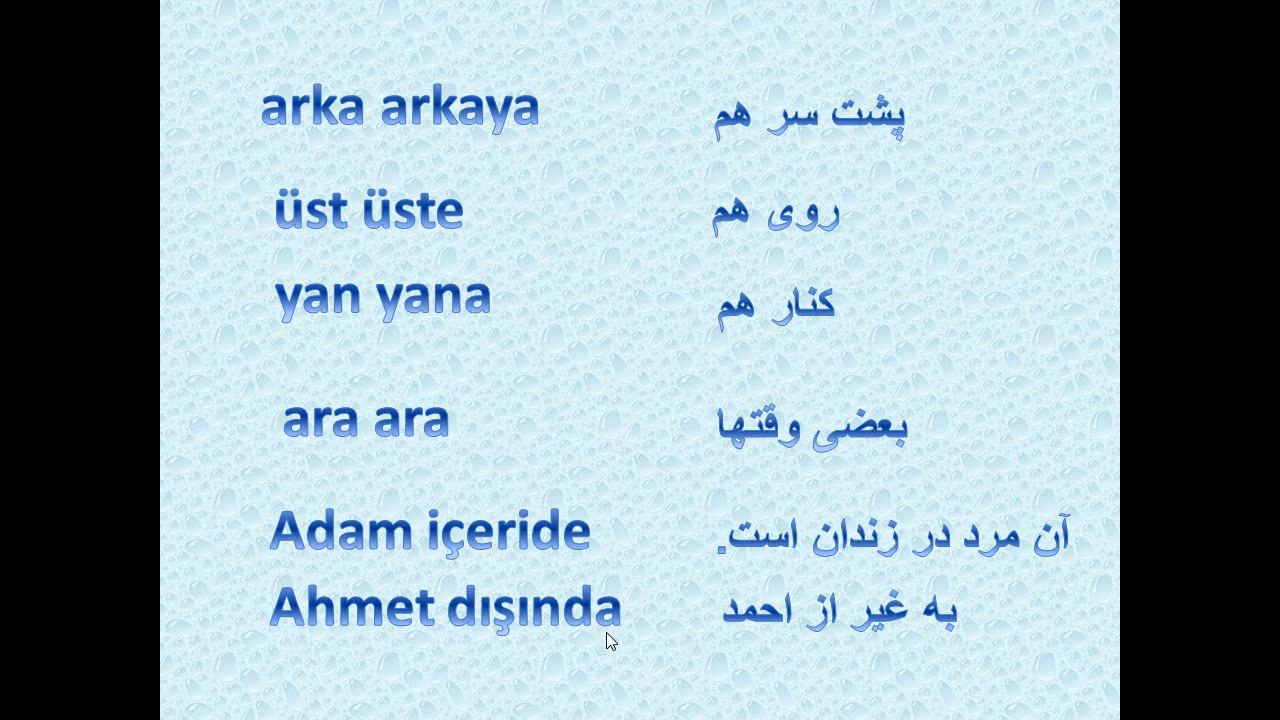 arka arkaya پشت سر هم
üst üste روی هم
yan yana کنار هم
ara ara بعضی وقتها
Adam içeride آن مرد در زندان است.
Ahmet dışında به غیر از احمد